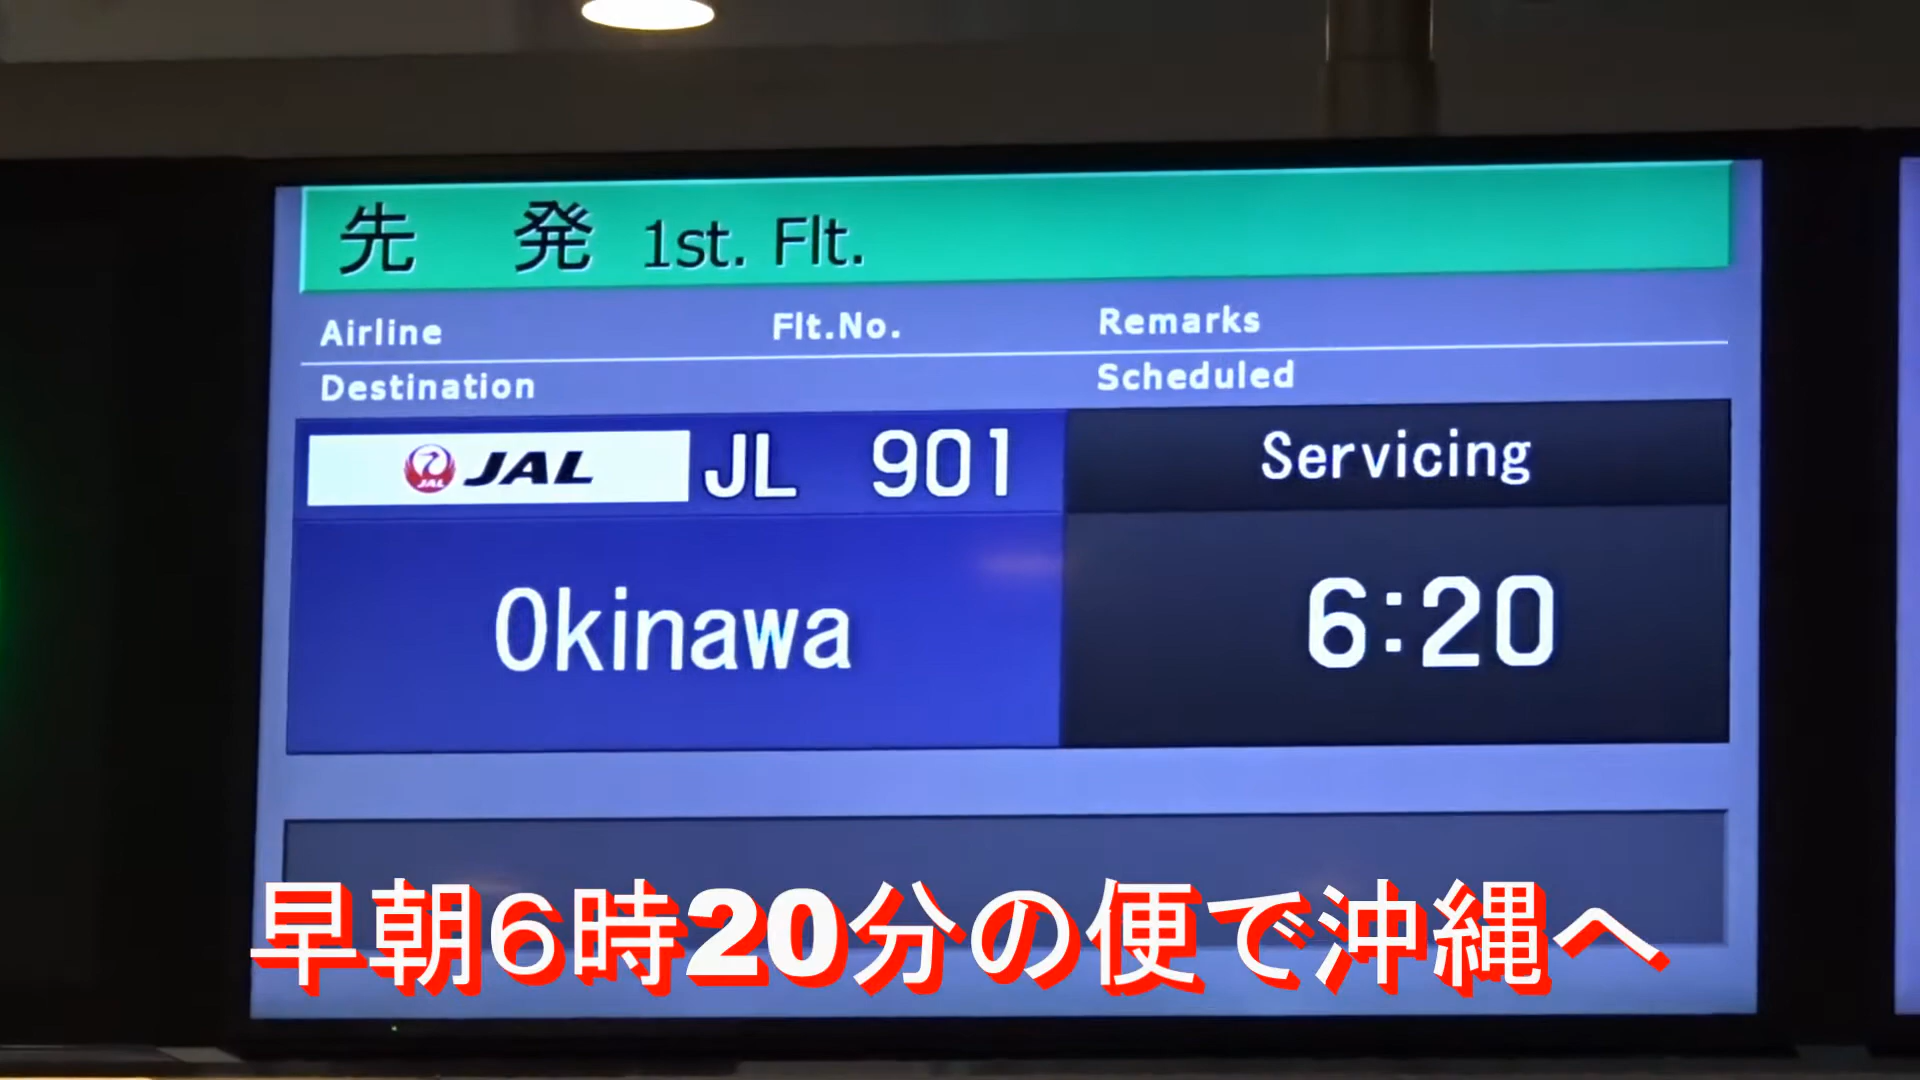 先 発 1st. Flt.
Airline Flt.No. Remarks
Destination Scheduled
JAL JAL JL 901 Servicing
Okinawa 6:20
早朝6時20分の便で沖縄へ